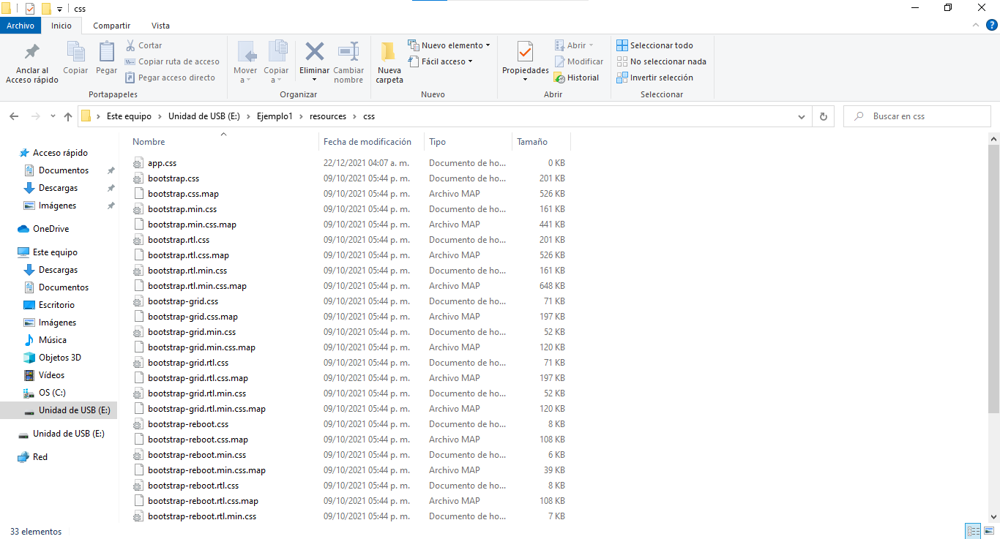 css
Archivo Inicio Compartir Vista
Anclar al Acceso rápido
Copiar
Pegar
Cortar
Copiar ruta de acceso
Pegar acceso directo
Portapapeles
Mover a
Copiar a
Eliminar
Cambiar nombre
Organizar
Nueva carpeta
Nuevo elemento
Fácil acceso
Nuevo
Propiedades
Abrir
Modificar
Historial
Abrir
Seleccionar todo
No seleccionar nada
Invertir selección
Seleccionar
Este equipo > Unidad de USB (E:) > Ejemplo1 > resources > css
Buscar en css
Acceso rápido
Documentos
Descargas
Imágenes
OneDrive
Este equipo
Descargas
Documentos
Escritorio
Imágenes
Música
Objetos 3D
Vídeos
OS (C:)
Unidad de USB (E:)
Unidad de USB (E:)
Red
Nombre Fecha de modificación Tipo Tamaño
app.css 22/12/2021 04:07 a. m. Documento de ho... 0 KB
bootstrap.css 09/10/2021 05:44 p. m. Documento de ho... 201 KB
bootstrap.css.map 09/10/2021 05:44 p. m. Archivo MAP 526 KB
bootstrap.min.css 09/10/2021 05:44 p. m. Documento de ho... 161 KB
bootstrap.min.css.map 09/10/2021 05:44 p. m. Archivo MAP 441 KB
bootstrap.rtl.css 09/10/2021 05:44 p. m. Documento de ho... 201 KB
bootstrap.rtl.css.map 09/10/2021 05:44 p. m. Archivo MAP 526 KB
bootstrap.rtl.min.css 09/10/2021 05:44 p. m. Documento de ho... 161 KB
bootstrap.rtl.min.css.map 09/10/2021 05:44 p. m. Archivo MAP 648 KB
bootstrap-grid.css 09/10/2021 05:44 p. m. Documento de ho... 71 KB
bootstrap-grid.css.map 09/10/2021 05:44 p. m. Archivo MAP 197 KB
bootstrap-grid.min.css 09/10/2021 05:44 p. m. Documento de ho... 52 KB
bootstrap-grid.min.css.map 09/10/2021 05:44 p. m. Archivo MAP 120 KB
bootstrap-grid.rtl.css 09/10/2021 05:44 p. m. Documento de ho... 71 KB
bootstrap-grid.rtl.css.map 09/10/2021 05:44 p. m. Archivo MAP 197 KB
bootstrap-grid.rtl.min.css 09/10/2021 05:44 p. m. Documento de ho... 52 KB
bootstrap-grid.rtl.min.css.map 09/10/2021 05:44 p. m. Archivo MAP 120 KB
bootstrap-reboot.css 09/10/2021 05:44 p. m. Documento de ho... 8 KB
bootstrap-reboot.css.map 09/10/2021 05:44 p. m. Archivo MAP 108 KB
bootstrap-reboot.min.css 09/10/2021 05:44 p. m. Documento de ho... 6 KB
bootstrap-reboot.min.css.map 09/10/2021 05:44 p. m. Archivo MAP 39 KB
bootstrap-reboot.rtl.css 09/10/2021 05:44 p. m. Documento de ho... 8 KB
bootstrap-reboot.rtl.css.map 09/10/2021 05:44 p. m. Archivo MAP 108 KB
bootstrap-reboot.rtl.min.css 09/10/2021 05:44 p. m. Documento de ho... 7 KB
33 elementos